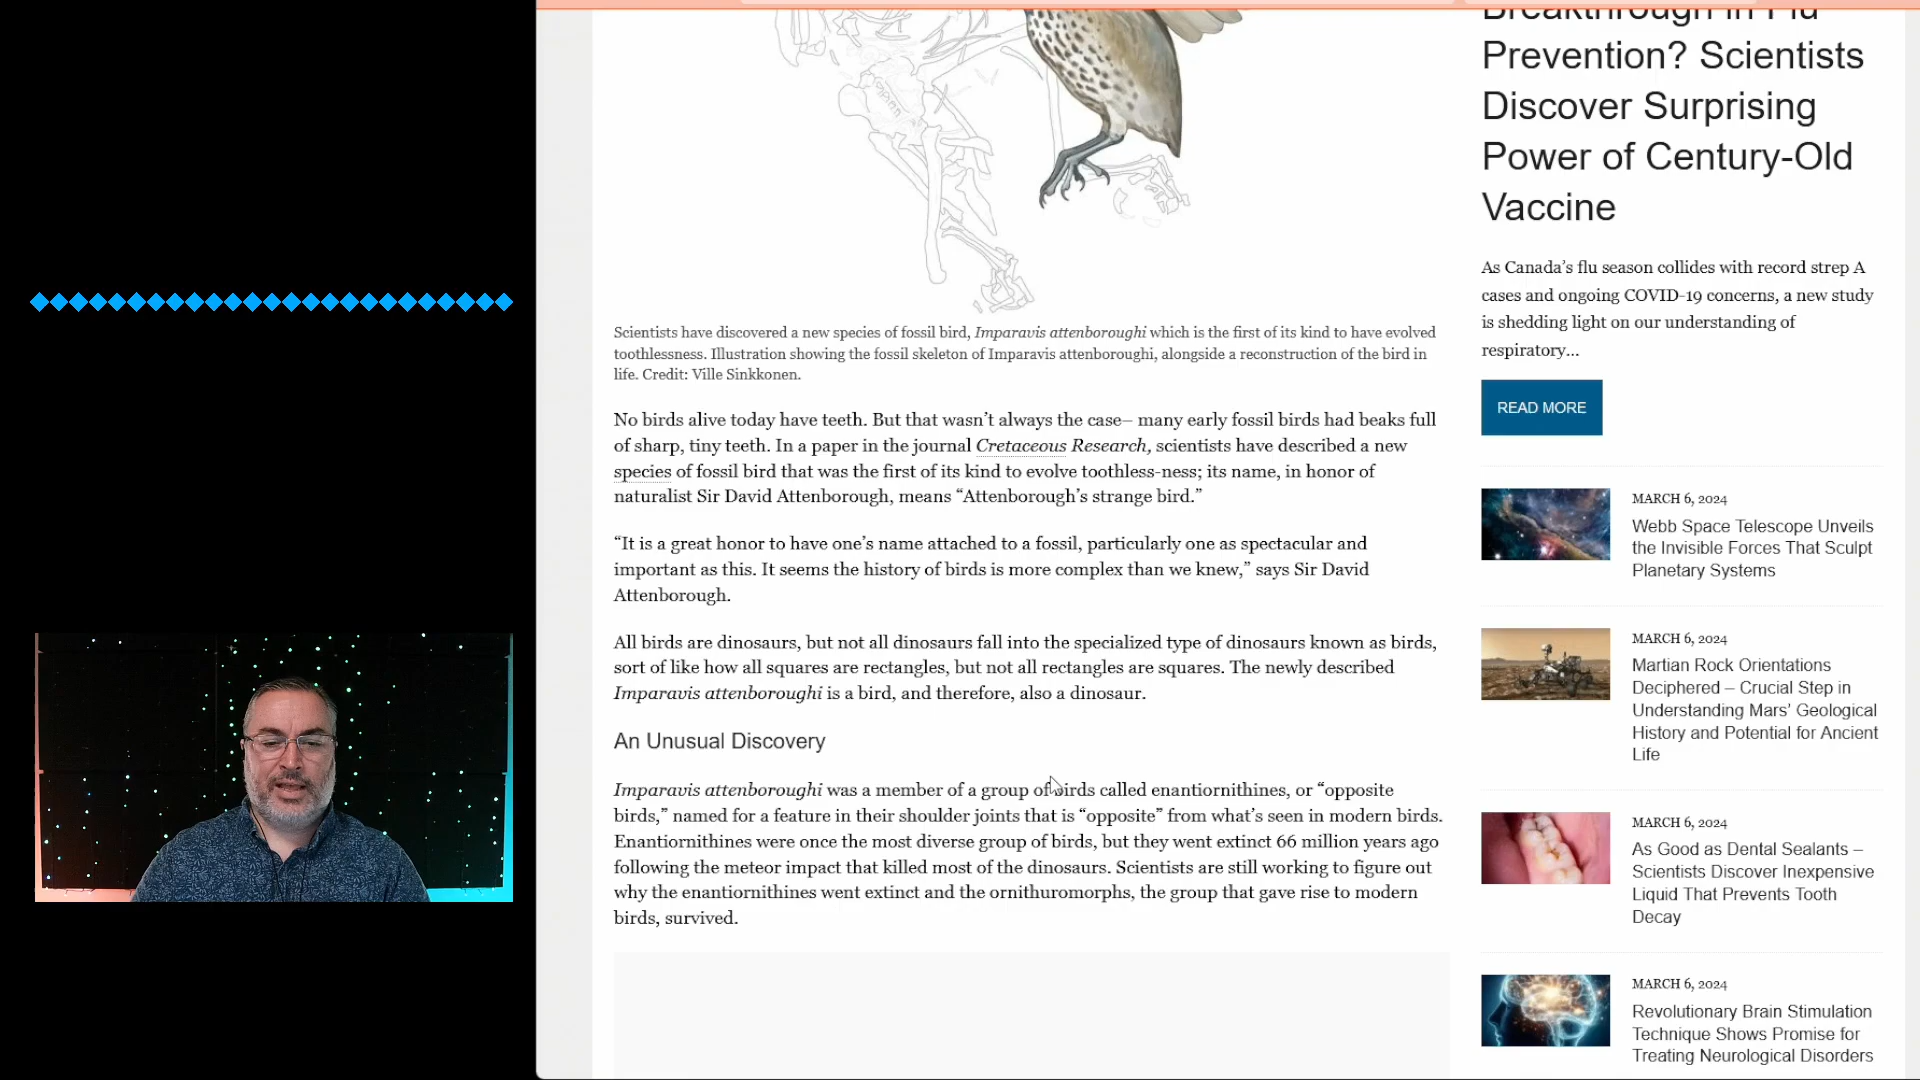 Scientists have discovered a new species of fossil bird, Imparavis attenboroughi which is the first of its kind to have evolved
toothlessness. Illustration showing the fossil skeleton of Imparavis attenboroughi, alongside a reconstruction of the bird in
life. Credit: Ville Sinkkonen.
No birds alive today have teeth. But that wasn’t always the case– many early fossil birds had beaks full
of sharp, tiny teeth. In a paper in the journal Cretaceous Research, scientists have described a new
species of fossil bird that was the first of its kind to evolve toothless-ness; its name, in honor of
naturalist Sir David Attenborough, means “Attenborough’s strange bird.”
“It is a great honor to have one’s name attached to a fossil, particularly one as spectacular and
important as this. It seems the history of birds is more complex than we knew,” says Sir David
Attenborough.
All birds are dinosaurs, but not all dinosaurs fall into the specialized type of dinosaurs known as birds,
sort of like how all squares are rectangles, but not all rectangles are squares. The newly described
Imparavis attenboroughi is a bird, and therefore, also a dinosaur.
An Unusual Discovery
Imparavis attenboroughi was a member of a group of birds called enantiornithines, or “opposite
birds,” named for a feature in their shoulder joints that is “opposite” from what’s seen in modern birds.
Enantiornithines were once the most diverse group of birds, but they went extinct 66 million years ago
following the meteor impact that killed most of the dinosaurs. Scientists are still working to figure out
why the enantiornithines went extinct and the ornithuromorphs, the group that gave rise to modern
birds, survived.
Breakthrough in Flu
Prevention? Scientists
Discover Surprising
Power of Century-Old
Vaccine
As Canada’s flu season collides with record strep A
cases and ongoing COVID-19 concerns, a new study
is shedding light on our understanding of
respiratory...
READ MORE
MARCH 6, 2024
Webb Space Telescope Unveils
the Invisible Forces That Sculpt
Planetary Systems
MARCH 6, 2024
Martian Rock Orientations
Deciphered – Crucial Step in
Understanding Mars’ Geological
History and Potential for Ancient
Life
MARCH 6, 2024
As Good as Dental Sealants –
Scientists Discover Inexpensive
Liquid That Prevents Tooth
Decay
MARCH 6, 2024
Revolutionary Brain Stimulation
Technique Shows Promise for
Treating Neurological Disorders